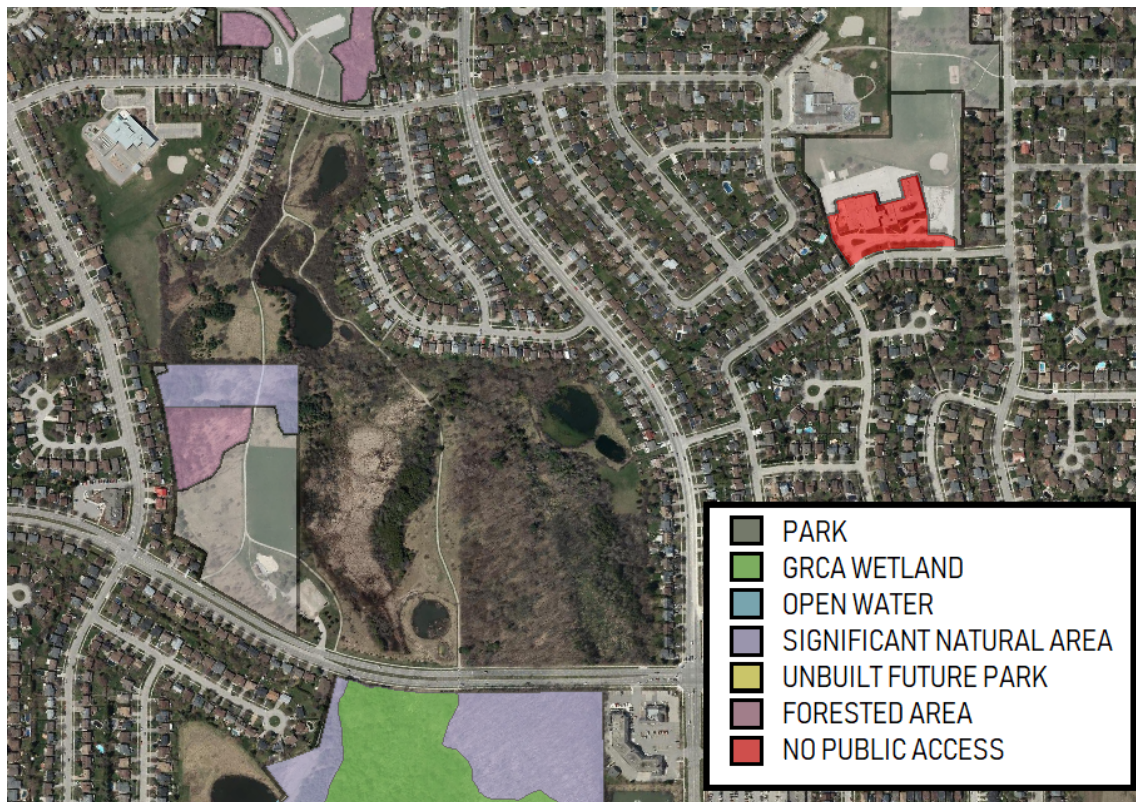 PARK
GRCA WETLAND
OPEN WATER
SIGNIFICANT NATURAL AREA
UNBUILT FUTURE PARK
FORESTED AREA
NO PUBLIC ACCESS